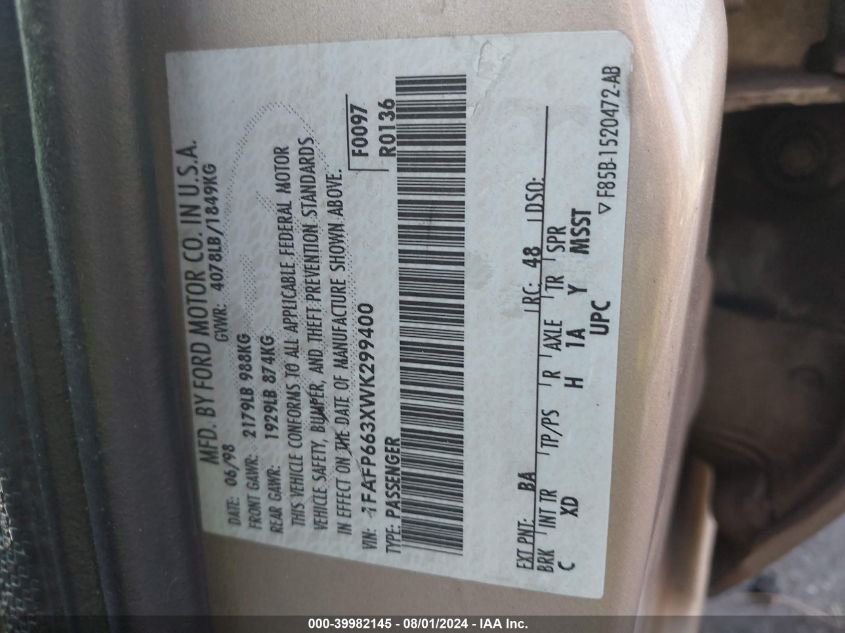 MFD. BY FORD MOTOR CO. IN U.S.A.
DATE: 06/98 GVWR: 4078LB/1849KG
FRONT GAWR: 2179LB 988KG
REAR GAWR: 1929LB 874KG
THIS VEHICLE CONFORMS TO ALL APPLICABLE FEDERAL MOTOR
VEHICLE SAFETY, BUMPER, AND THEFT PREVENTION STANDARDS
IN EFFECT ON THE DATE OF MANUFACTURE SHOWN ABOVE.
VIN: 1FAFP663XWK299400 F0097
TYPE: PASSENGER R0136
EXT PNT: BA RC: 48 DSO:
BRK INT TR TP/PS R AXLE TR SPR
C XD H 1A Y MSST
UPC
▽ F85B-1520472-AB
000-39982145 | 08/01/2024 - IAA Inc.